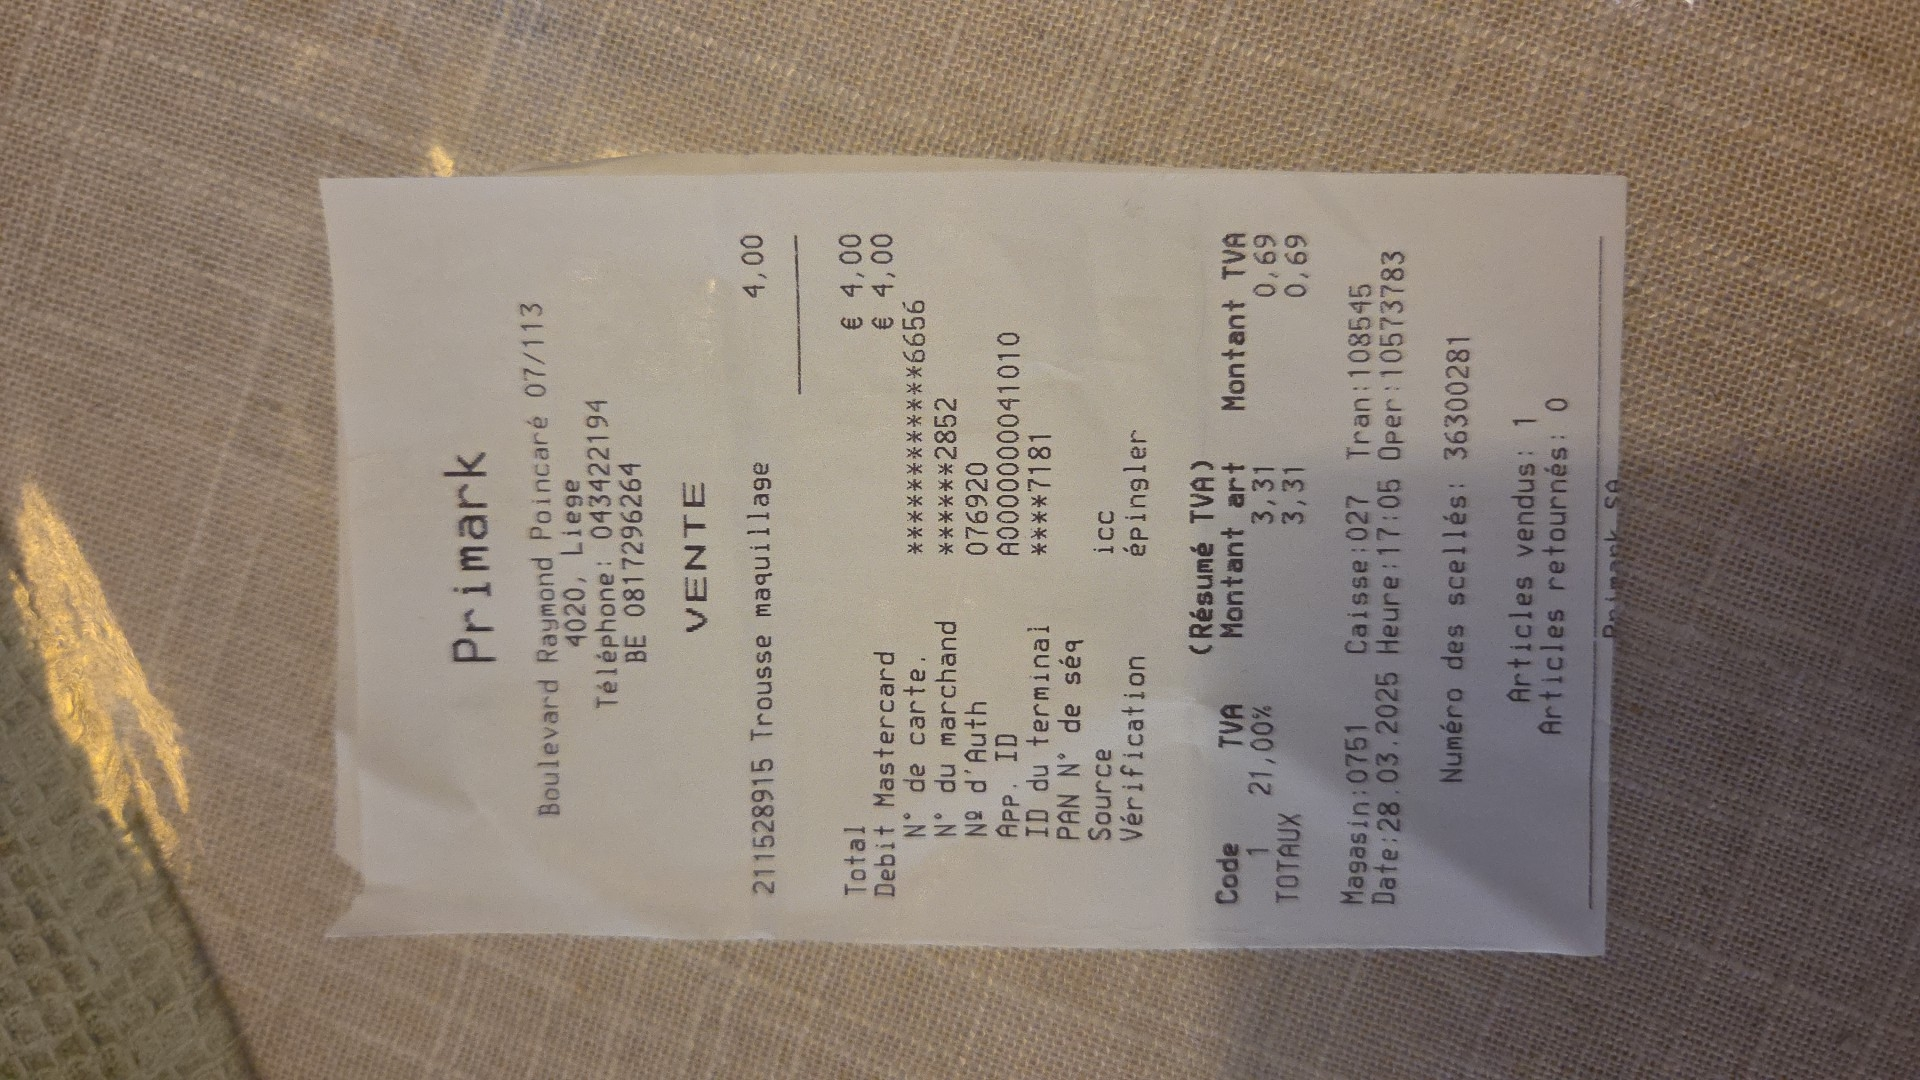 Primark
Boulevard Raymond Poincaré 07/113
4020, Liege
Téléphone: 043422194
BE 0817296264
VENTE
211528915 Trousse maquillage 4,00
Total € 4,00
Debit Mastercard € 4,00
N° de carte. ***************6656
N° du marchand ******2852
Nº d'Auth 076920
App. ID A0000000041010
ID du terminal ****7181
PAN N° de séq
Source icc
Vérification épingler
(Résumé TVA)
Code TVA Montant art Montant TVA
1 21,00% 3,31 0,69
TOTAUX 3,31 0,69
Magasin:0751 Caisse:027 Tran:108545
Date:28.03.2025 Heure:17:05 Oper:10573783
Numéro des scellés: 36300281
Articles vendus: 1
Articles retournés: 0